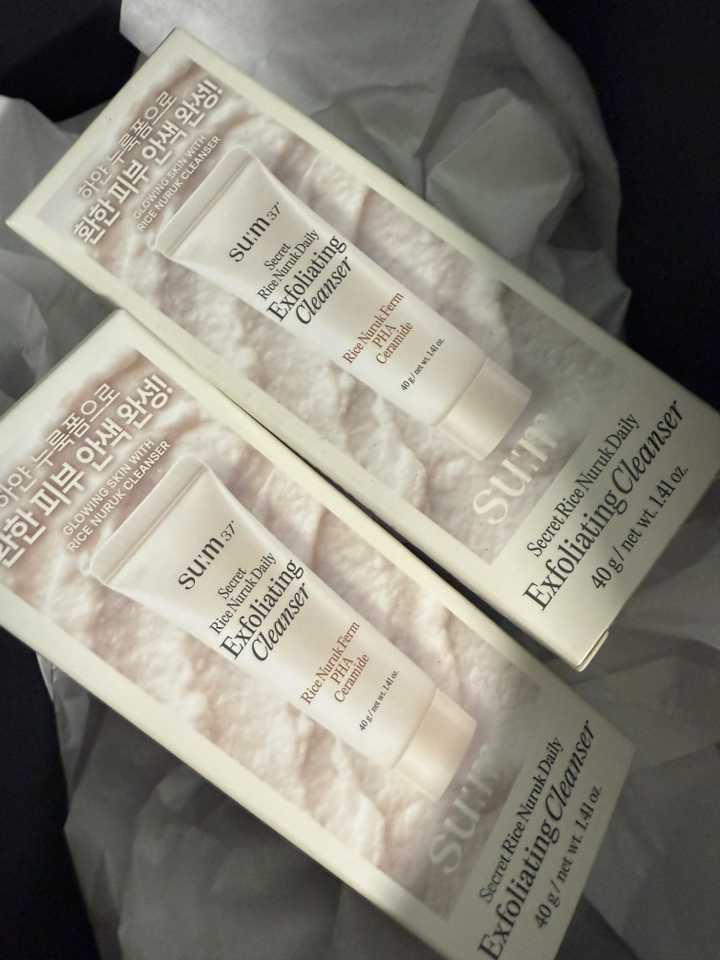 하얀 누룩폼으로
환한 피부 안색 완성!
GLOWING SKIN WITH
RICE NURUK CLEANSER
su:m37°
Secret
Rice Nuruk Daily
Exfoliating
Cleanser
Rice Nuruk Ferm
PHA
Ceramide
40 g / net wt. 1.41 oz.
su:m
Secret Rice Nuruk Daily
Exfoliating Cleanser
40 g / net wt. 1.41 oz.
하얀 누룩폼으로
환한 피부 안색 완성!
GLOWING SKIN WITH
RICE NURUK CLEANSER
su:m37°
Secret
Rice Nuruk Daily
Exfoliating
Cleanser
Rice Nuruk Ferm
PHA
Ceramide
40 g / net wt. 1.41 oz.
su:m
Secret Rice Nuruk Daily
Exfoliating Cleanser
40 g / net wt. 1.41 oz.